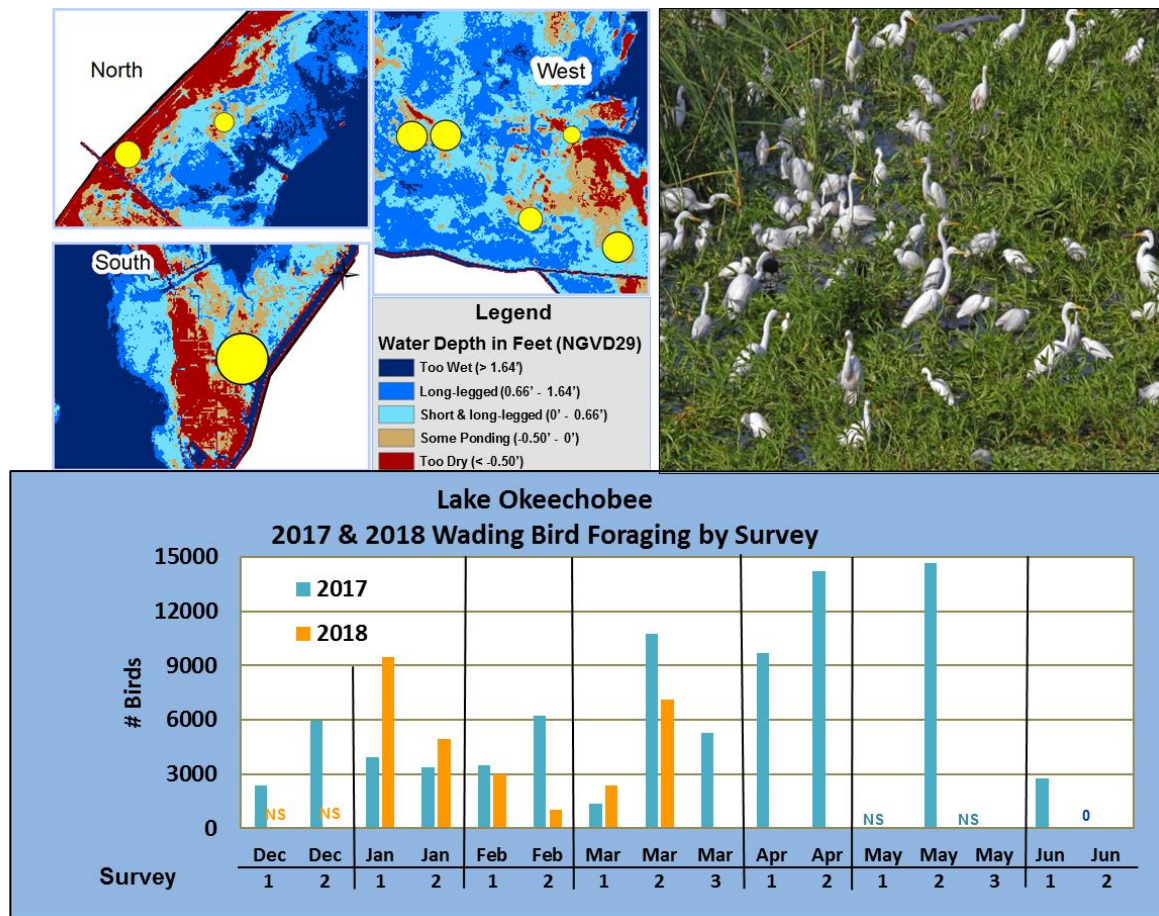 North
West
South
Legend
Water Depth in Feet (NGVD29)
Too Wet (> 1.64')
Long-legged (0.66' - 1.64')
Short & long-legged (0' - 0.66')
Some Ponding (-0.50' - 0')
Too Dry (< -0.50')
Lake Okeechobee
2017 & 2018 Wading Bird Foraging by Survey
# Birds
15000
12000
9000
6000
3000
0
2017
2018
NS
NS
NS
NS
0
Dec Dec Jan Jan Feb Feb Mar Mar Mar Apr Apr May May May Jun Jun
Survey 1 2 1 2 1 2 1 2 3 1 2 1 2 3 1 2